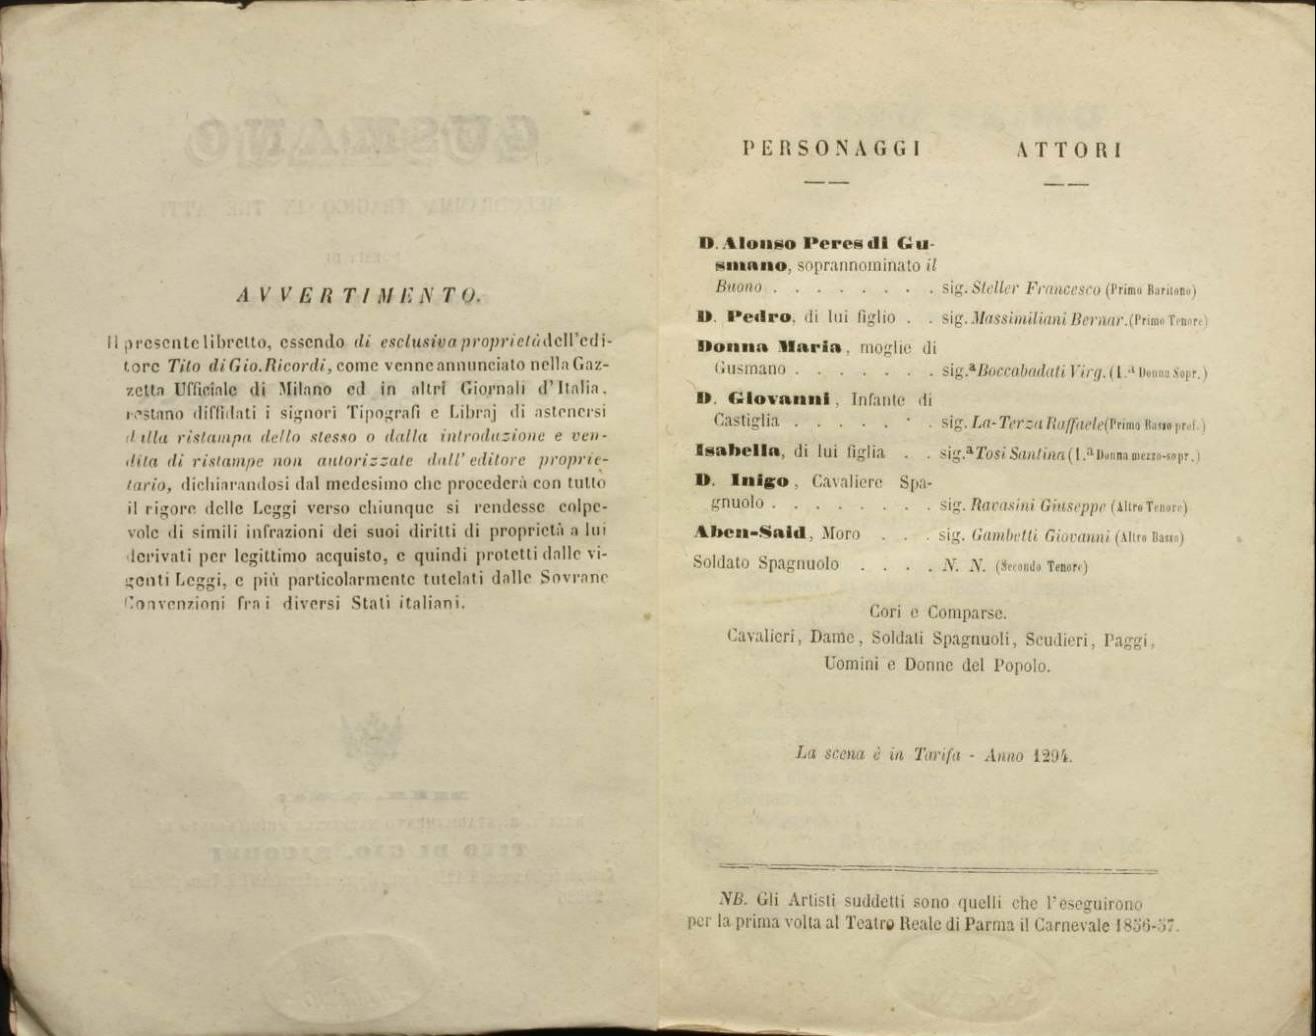 AVVERTIMENTO.
Il presente libretto, essendo di esclusiva proprietà dell'edi-
tore Tito di Gio. Ricordi, come venne annunciato nella Gaz-
zetta Ufficiale di Milano ed in altri Giornali d'Italia,
restano diffidati i signori Tipografi e Libraj di astenersi
dalla ristampa dello stesso o dalla introduzione e ven-
dita di ristampe non autorizzate dall'editore proprie-
tario, dichiarandosi dal medesimo che procederà con tutto
il rigore delle Leggi verso chiunque si rendesse colpe-
vole di simili infrazioni dei suoi diritti di proprietà a lui
derivati per legittimo acquisto, e quindi protetti dalle vi-
genti Leggi, e più particolarmente tutelati dalle Sovrane
Convenzioni fra i diversi Stati italiani.
PERSONAGGI ATTORI
D. Alonso Peres di Gu-
smano, soprannominato il
Buono . . . . . . . . sig. Steller Francesco (Primo Baritono)
D. Pedro, di lui figlio . . sig. Massimiliani Bernar. (Primo Tenore)
Donna Maria, moglie di
Gusmano . . . . . . . sig.ª Boccabadati Virg. (1.ª Donna Sopr.)
D. Giovanni, Infante di
Castiglia . . . . . . . sig. La-Terza Raffaele (Primo Basso prof.)
Isabella, di lui figlia . . sig.ª Tosi Santina (1.ª Donna mezzo-sopr.)
D. Inigo, Cavaliere Spa-
gnuolo . . . . . . . . sig. Ravasini Giuseppe (Altro Tenore)
Aben-Said, Moro . . . sig. Gambetti Giovanni (Altro Basso)
Soldato Spagnuolo . . . . N. N. (Secondo Tenore)
Cori e Comparse.
Cavalieri, Dame, Soldati Spagnuoli, Scudieri, Paggi,
Uomini e Donne del Popolo.
La scena è in Tarifa - Anno 1294.
NB. Gli Artisti suddetti sono quelli che l'eseguirono
per la prima volta al Teatro Reale di Parma il Carnevale 1856-57.